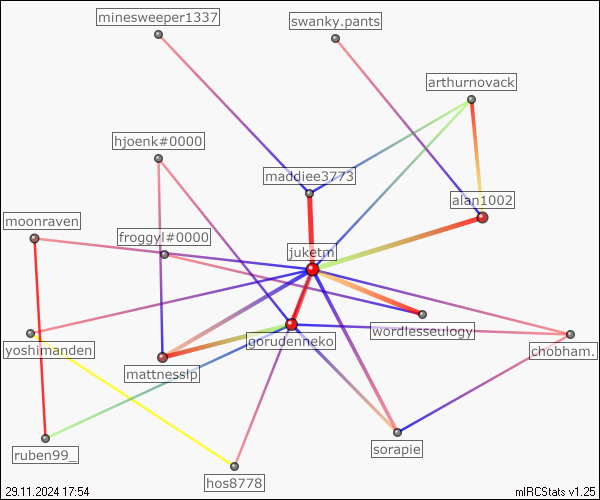 minesweeper1337
swanky.pants
arthurnovack
hjoenk#0000
maddiee3773
alan1002
moonraven
froggyl#0000
juketm
wordlesseulogy
gorudenneko
yoshimanden
chobham.
mattnesslp
sorapie
ruben99_
hos8778
29.11.2024 17:54
mIRCStats v1.25